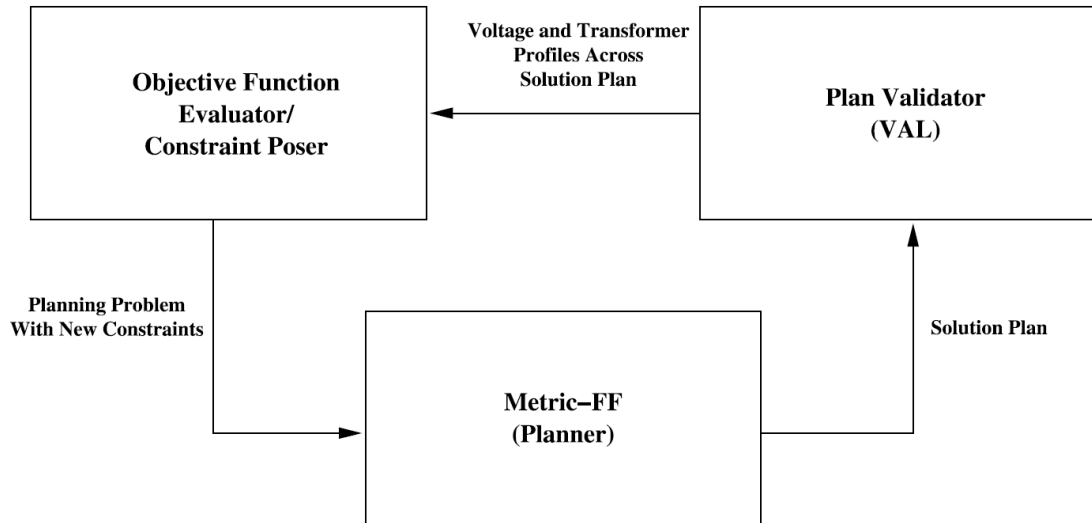 Voltage and Transformer
Profiles Across
Solution Plan
Objective Function
Evaluator/
Constraint Poser
Plan Validator
(VAL)
Planning Problem
With New Constraints
Solution Plan
Metric–FF
(Planner)